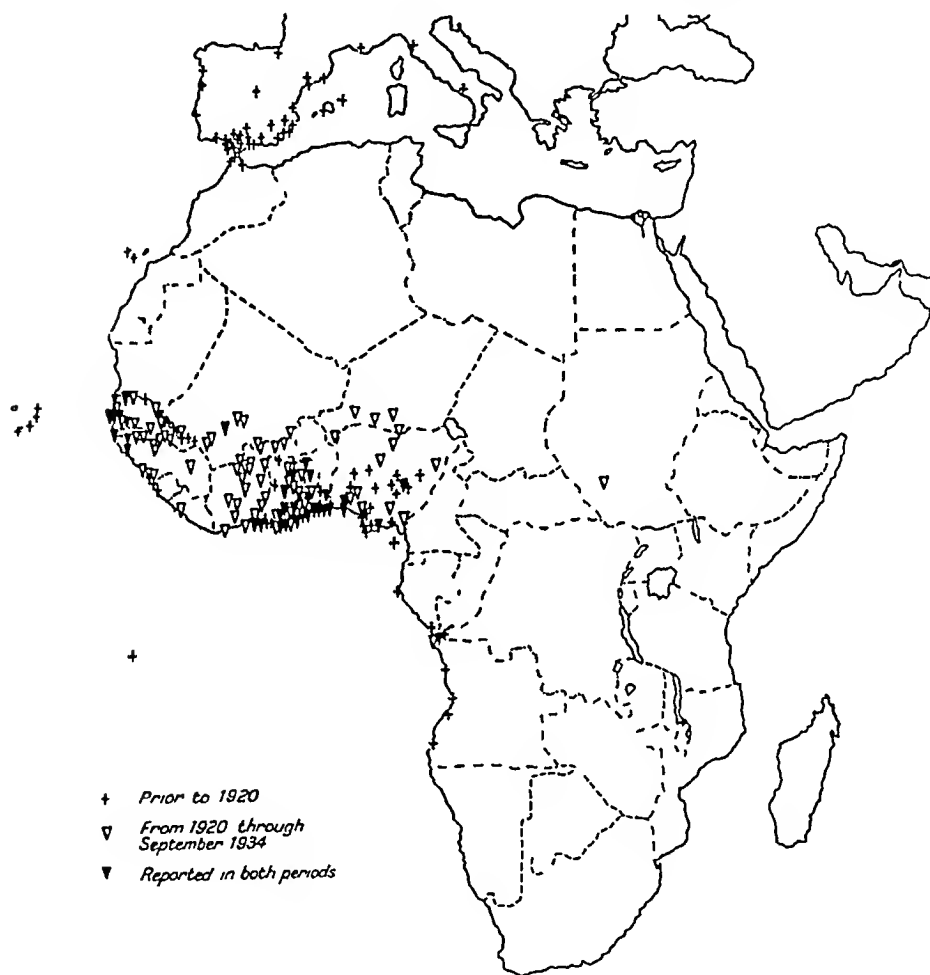 Prior to 1920
From 1920 through
September 1934
Reported in both periods